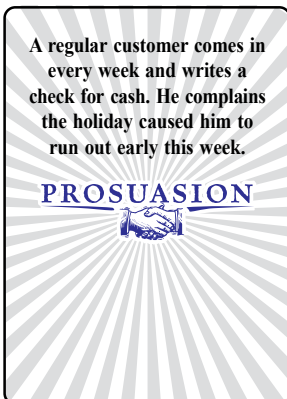 A regular customer comes in
every week and writes a
check for cash. He complains
the holiday caused him to
run out early this week.
PROSUASION